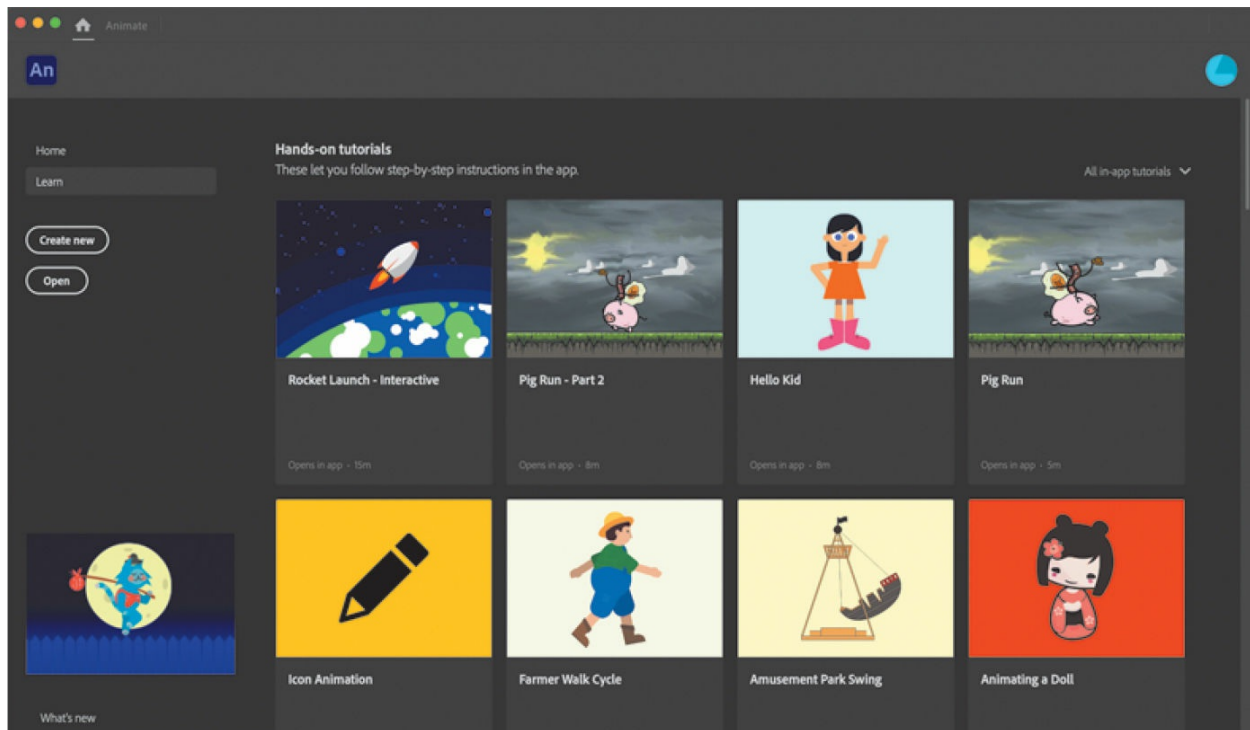 Animate
An
Home
Learn
Create new
Open
What's new
Hands-on tutorials
These let you follow step-by-step instructions in the app.
All in-app tutorials
Rocket Launch - Interactive
Opens in app • 15m
Pig Run - Part 2
Opens in app • 8m
Hello Kid
Opens in app • 8m
Pig Run
Opens in app • 5m
Icon Animation
Farmer Walk Cycle
Amusement Park Swing
Animating a Doll